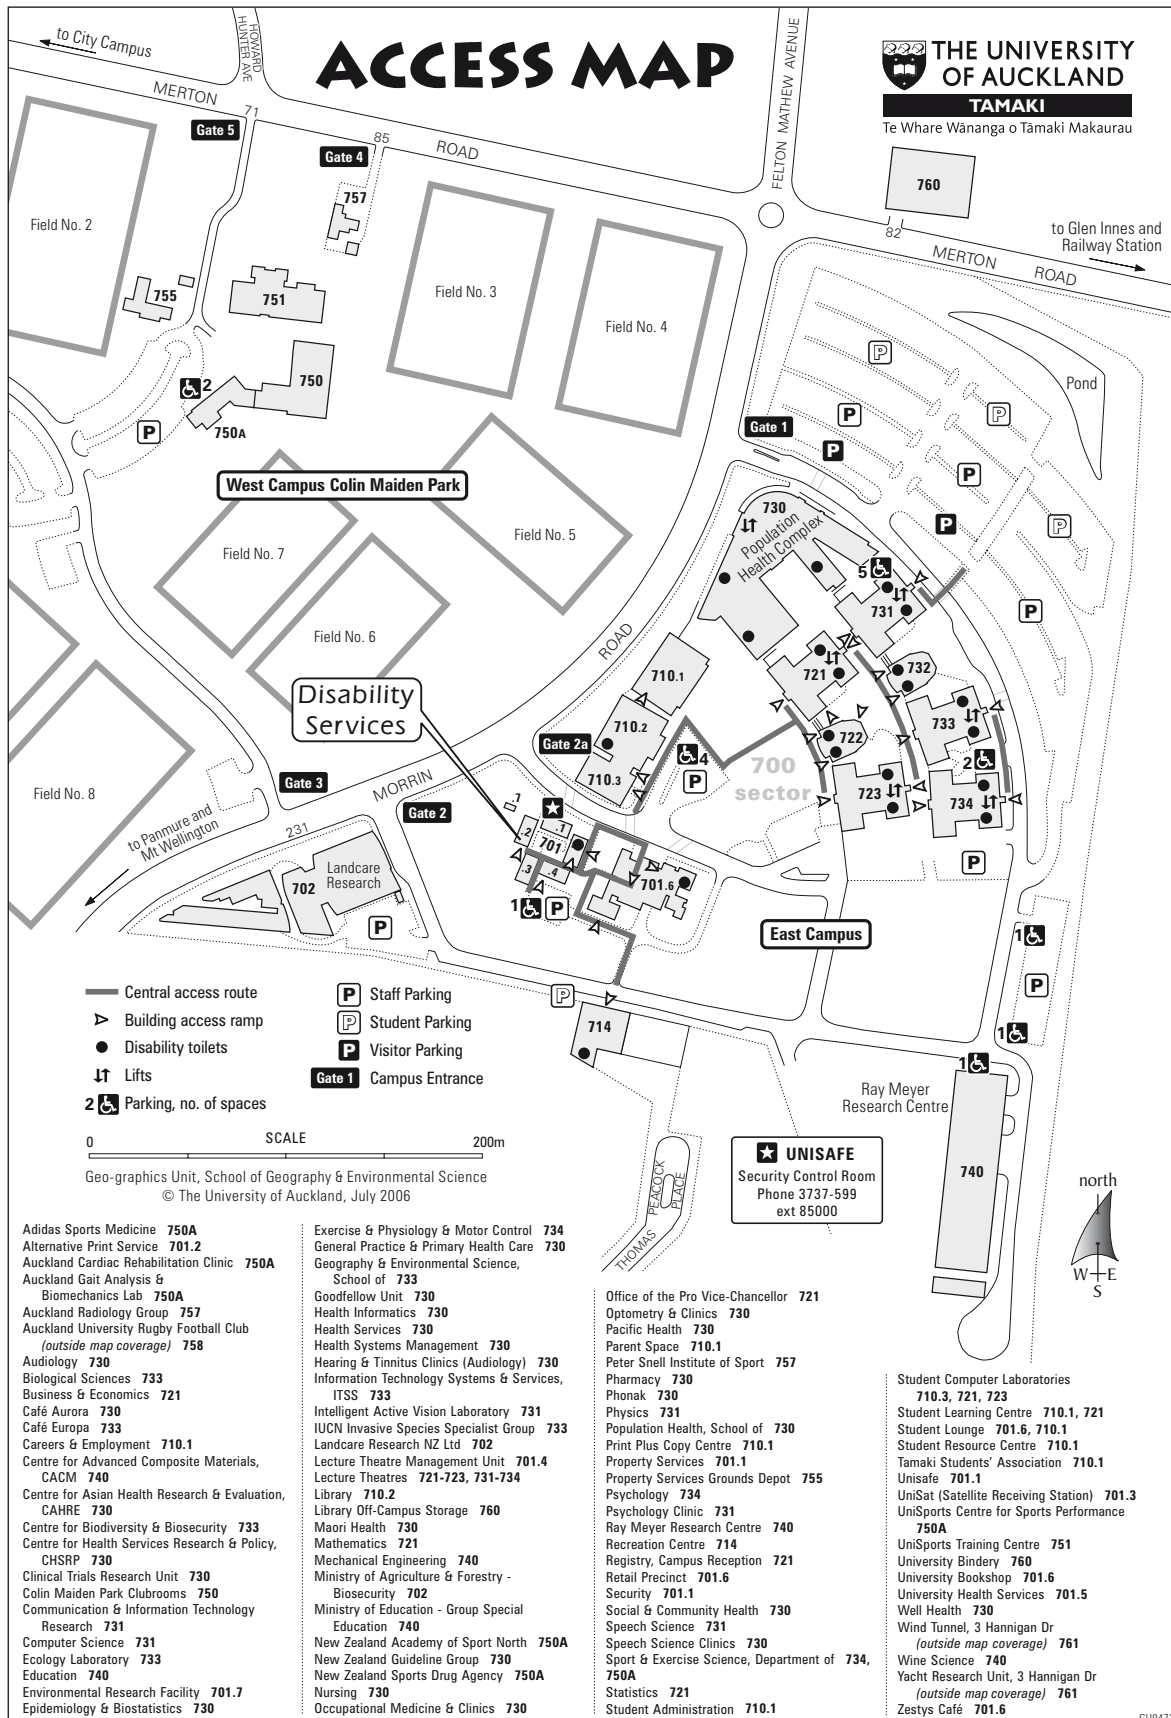 to City Campus
HOWARD
HUNTER AVE
ACCESS MAP
FELTON MATHEW AVENUE
THE UNIVERSITY
OF AUCKLAND
TAMAKI
Te Whare Wānanga o Tāmaki Makaurau
MERTON
71
Gate 5
85
ROAD
Gate 4
757
760
Field No. 2
82
to Glen Innes and
Railway Station
MERTON
ROAD
755
751
Field No. 3
Field No. 4
P
Pond
750
2
P
750A
P
P
Gate 1
P
West Campus Colin Maiden Park
P
730
Population
Health Complex
P
P
Field No. 5
Field No. 7
5
731
P
Field No. 6
ROAD
710.1
721
732
Disability
Services
710.2
733
Gate 2a
722
4
2
710.3
P
700
sector
723
734
Gate 3
Field No. 8
MORRIN
Gate 2
.7
to Panmure and
Mt Wellington
231
.2
.1
701
.3
.4
P
Landcare
Research
702
701.6
1
P
P
East Campus
1
P
Central access route
P Staff Parking
P
Building access ramp
P Student Parking
714
1
Disability toilets
P Visitor Parking
Lifts
Gate 1 Campus Entrance
1
2 Parking, no. of spaces
Ray Meyer
Research Centre
0 SCALE 200m
UNISAFE
Security Control Room
Phone 3737-599
ext 85000
740
PEACOCK
PLACE
THOMAS
north
W E
S
Geo-graphics Unit, School of Geography & Environmental Science
© The University of Auckland, July 2006
Adidas Sports Medicine 750A
Alternative Print Service 701.2
Auckland Cardiac Rehabilitation Clinic 750A
Auckland Gait Analysis &
Biomechanics Lab 750A
Auckland Radiology Group 757
Auckland University Rugby Football Club
(outside map coverage) 758
Audiology 730
Biological Sciences 733
Business & Economics 721
Café Aurora 730
Café Europa 733
Careers & Employment 710.1
Centre for Advanced Composite Materials,
CACM 740
Centre for Asian Health Research & Evaluation,
CAHRE 730
Centre for Biodiversity & Biosecurity 733
Centre for Health Services Research & Policy,
CHSRP 730
Clinical Trials Research Unit 730
Colin Maiden Park Clubrooms 750
Communication & Information Technology
Research 731
Computer Science 731
Ecology Laboratory 733
Education 740
Environmental Research Facility 701.7
Epidemiology & Biostatistics 730
Exercise & Physiology & Motor Control 734
General Practice & Primary Health Care 730
Geography & Environmental Science,
School of 733
Goodfellow Unit 730
Health Informatics 730
Health Services 730
Health Systems Management 730
Hearing & Tinnitus Clinics (Audiology) 730
Information Technology Systems & Services,
ITSS 733
Intelligent Active Vision Laboratory 731
IUCN Invasive Species Specialist Group 733
Landcare Research NZ Ltd 702
Lecture Theatre Management Unit 701.4
Lecture Theatres 721-723, 731-734
Library 710.2
Library Off-Campus Storage 760
Maori Health 730
Mathematics 721
Mechanical Engineering 740
Ministry of Agriculture & Forestry -
Biosecurity 702
Ministry of Education - Group Special
Education 740
New Zealand Academy of Sport North 750A
New Zealand Guideline Group 730
New Zealand Sports Drug Agency 750A
Nursing 730
Occupational Medicine & Clinics 730
Office of the Pro Vice-Chancellor 721
Optometry & Clinics 730
Pacific Health 730
Parent Space 710.1
Peter Snell Institute of Sport 757
Pharmacy 730
Phonak 730
Physics 731
Population Health, School of 730
Print Plus Copy Centre 710.1
Property Services 701.1
Property Services Grounds Depot 755
Psychology 734
Psychology Clinic 731
Ray Meyer Research Centre 740
Recreation Centre 714
Registry, Campus Reception 721
Retail Precinct 701.6
Security 701.1
Social & Community Health 730
Speech Science 731
Speech Science Clinics 730
Sport & Exercise Science, Department of 734,
750A
Statistics 721
Student Administration 710.1
Student Computer Laboratories
710.3, 721, 723
Student Learning Centre 710.1, 721
Student Lounge 701.6, 710.1
Student Resource Centre 710.1
Tamaki Students' Association 710.1
Unisafe 701.1
UniSat (Satellite Receiving Station) 701.3
UniSports Centre for Sports Performance
750A
UniSports Training Centre 751
University Bindery 760
University Bookshop 701.6
University Health Services 701.5
Well Health 730
Wind Tunnel, 3 Hannigan Dr
(outside map coverage) 761
Wine Science 740
Yacht Research Unit, 3 Hannigan Dr
(outside map coverage) 761
Zestys Café 701.6